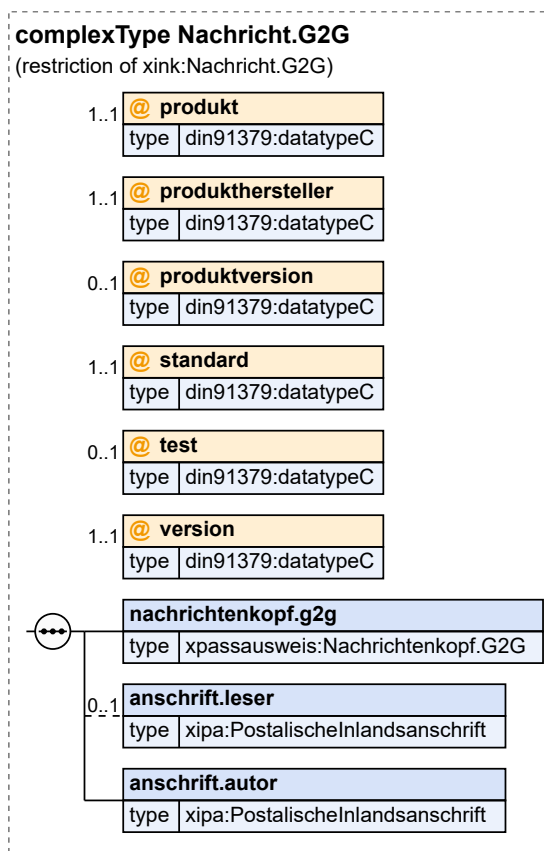 complexType Nachricht.G2G
(restriction of xink:Nachricht.G2G)
1..1 @ produkt
type din91379:datatypeC
1..1 @ produkthersteller
type din91379:datatypeC
0..1 @ produktversion
type din91379:datatypeC
1..1 @ standard
type din91379:datatypeC
0..1 @ test
type din91379:datatypeC
1..1 @ version
type din91379:datatypeC
nachrichtenkopf.g2g
type xpassausweis:Nachrichtenkopf.G2G
0..1 anschrift.leser
type xipa:PostalischeInlandsanschrift
anschrift.autor
type xipa:PostalischeInlandsanschrift